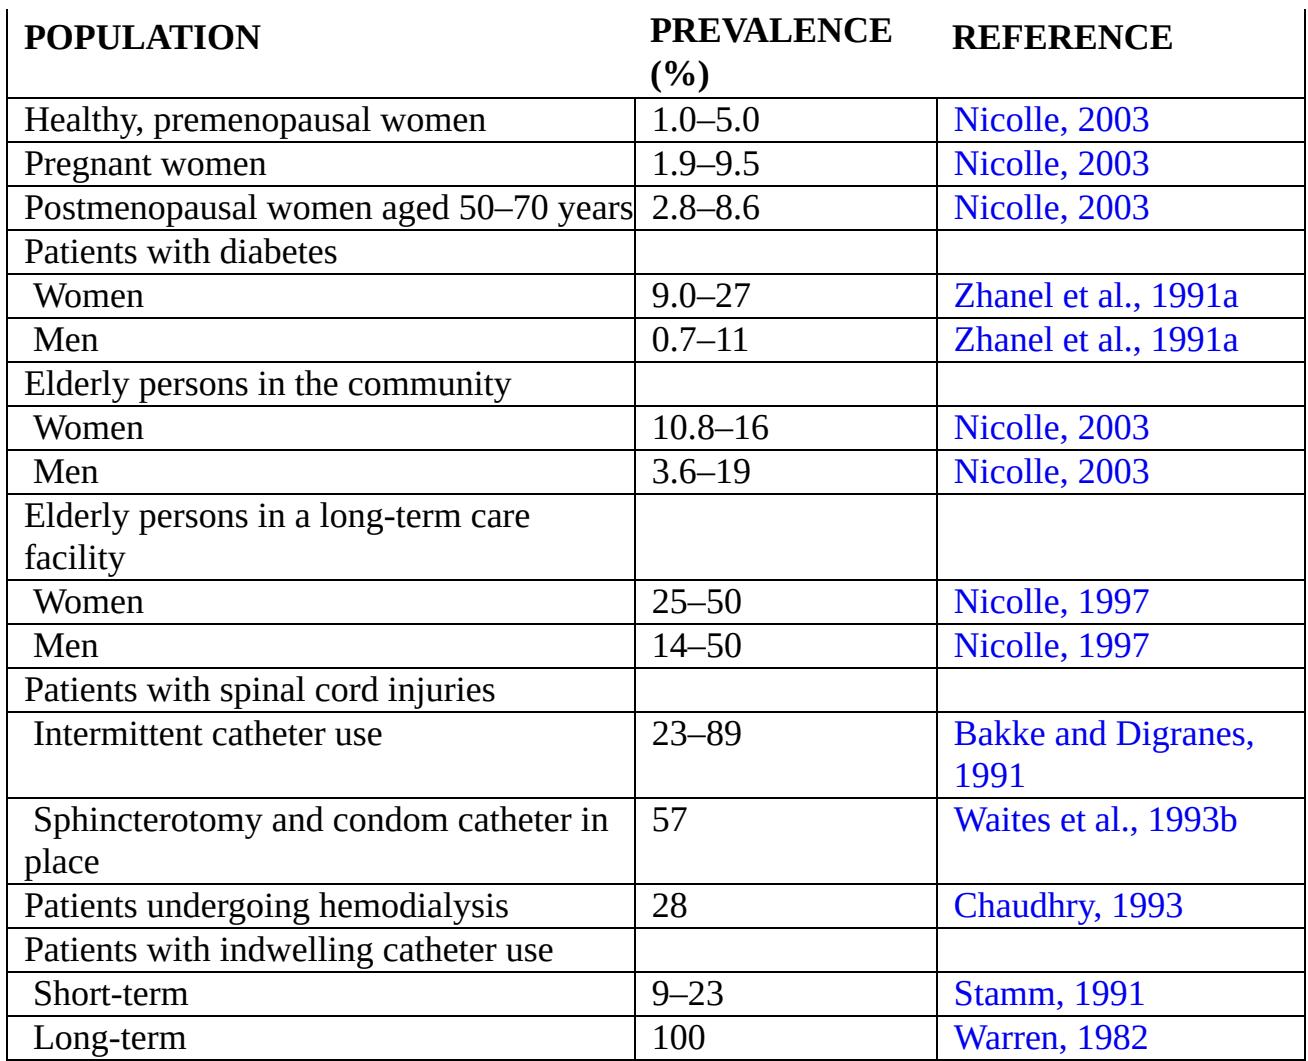 POPULATION PREVALENCE (%) REFERENCE
Healthy, premenopausal women 1.0–5.0 Nicolle, 2003
Pregnant women 1.9–9.5 Nicolle, 2003
Postmenopausal women aged 50–70 years 2.8–8.6 Nicolle, 2003
Patients with diabetes
Women 9.0–27 Zhanel et al., 1991a
Men 0.7–11 Zhanel et al., 1991a
Elderly persons in the community
Women 10.8–16 Nicolle, 2003
Men 3.6–19 Nicolle, 2003
Elderly persons in a long-term care
facility
Women 25–50 Nicolle, 1997
Men 14–50 Nicolle, 1997
Patients with spinal cord injuries
Intermittent catheter use 23–89 Bakke and Digranes,
1991
Sphincterotomy and condom catheter in 57 Waites et al., 1993b
place
Patients undergoing hemodialysis 28 Chaudhry, 1993
Patients with indwelling catheter use
Short-term 9–23 Stamm, 1991
Long-term 100 Warren, 1982